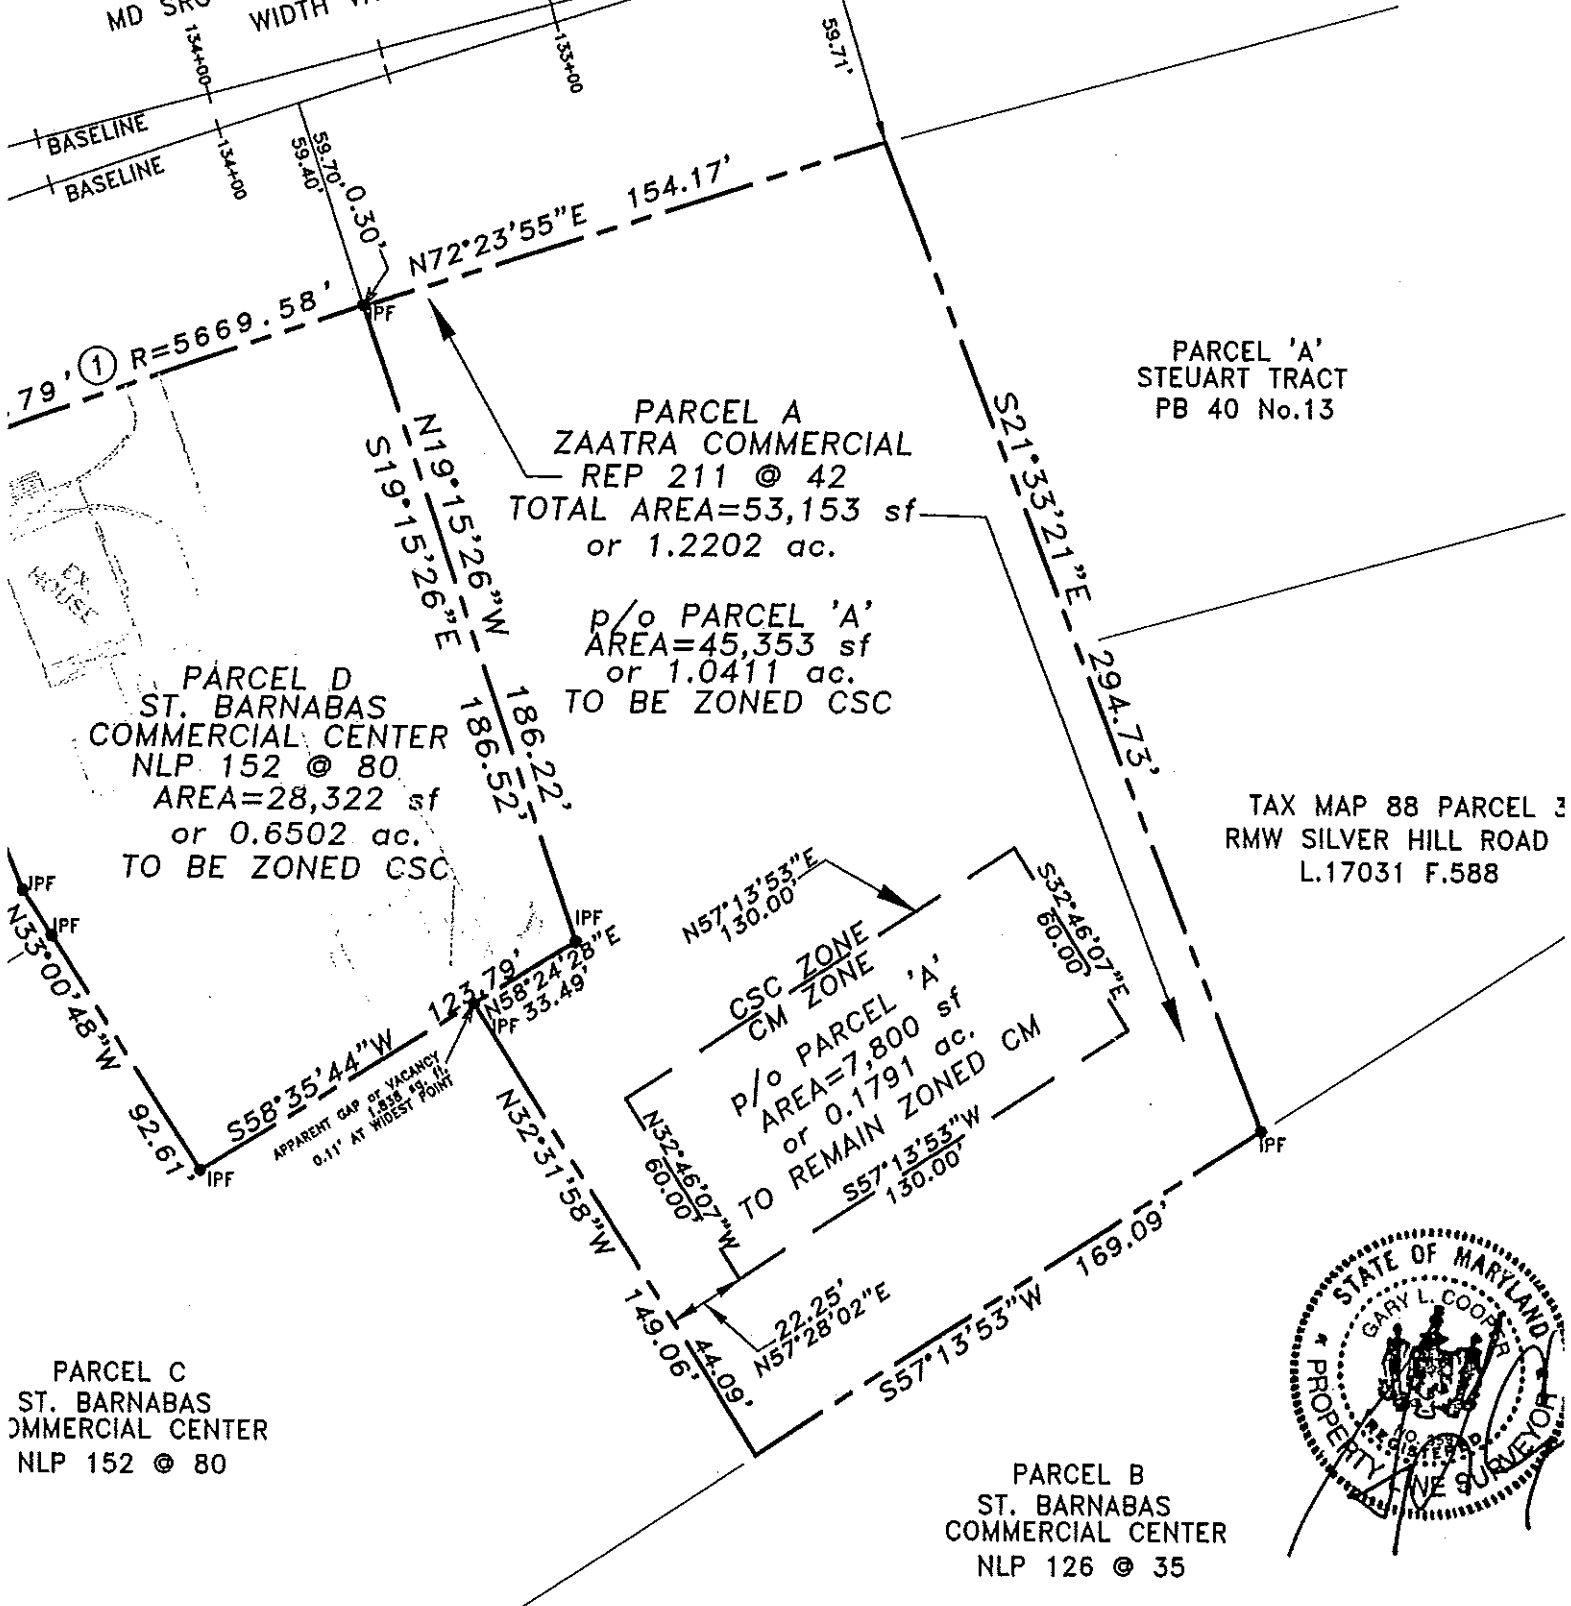 MD SRC
WIDTH
134+00
133+00
59.71'
BASELINE
BASELINE
134+00
59.70'
59.40'
0.30'
N72°23'55"E 154.17'
IPF
.79' 1 R=5669.58'
PARCEL 'A'
STEUART TRACT
PB 40 No.13
PARCEL A
ZAATRA COMMERCIAL
REP 211 @ 42
TOTAL AREA=53,153 sf
or 1.2202 ac.
N19°15'26"W 186.22'
S19°15'26"E 186.52'
S21°33'21"E 294.73'
EX.
HOUSE
p/o PARCEL 'A'
AREA=45,353 sf
or 1.0411 ac.
TO BE ZONED CSC
PARCEL D
ST. BARNABAS
COMMERCIAL CENTER
NLP 152 @ 80
AREA=28,322 sf
or 0.6502 ac.
TO BE ZONED CSC
TAX MAP 88 PARCEL 3
RMW SILVER HILL ROAD
L.17031 F.588
IPF
IPF
N33°00'48"W 92.61'
IPF
IPF
N58°24'28"E
33.49'
IPF
S58°35'44"W 123.79'
APPARENT GAP or VACANCY
1.838 sq. ft.
0.11' AT WIDEST POINT
N57°13'53"E
130.00'
S32°46'07"E
60.00'
CSC ZONE
CM ZONE
p/o PARCEL 'A'
AREA=7,800 sf
or 0.1791 ac.
TO REMAIN ZONED CM
S57°13'53"W
130.00'
N32°46'07"W
60.00'
N32°31'58"W 149.06'
44.09'
22.25'
N57°28'02"E
S57°13'53"W 169.09'
IPF
STATE OF MARYLAND
GARY L. COOPER
REGISTERED
PROPERTY LINE SURVEYOR
PARCEL C
ST. BARNABAS
OMMERCIAL CENTER
NLP 152 @ 80
PARCEL B
ST. BARNABAS
COMMERCIAL CENTER
NLP 126 @ 35